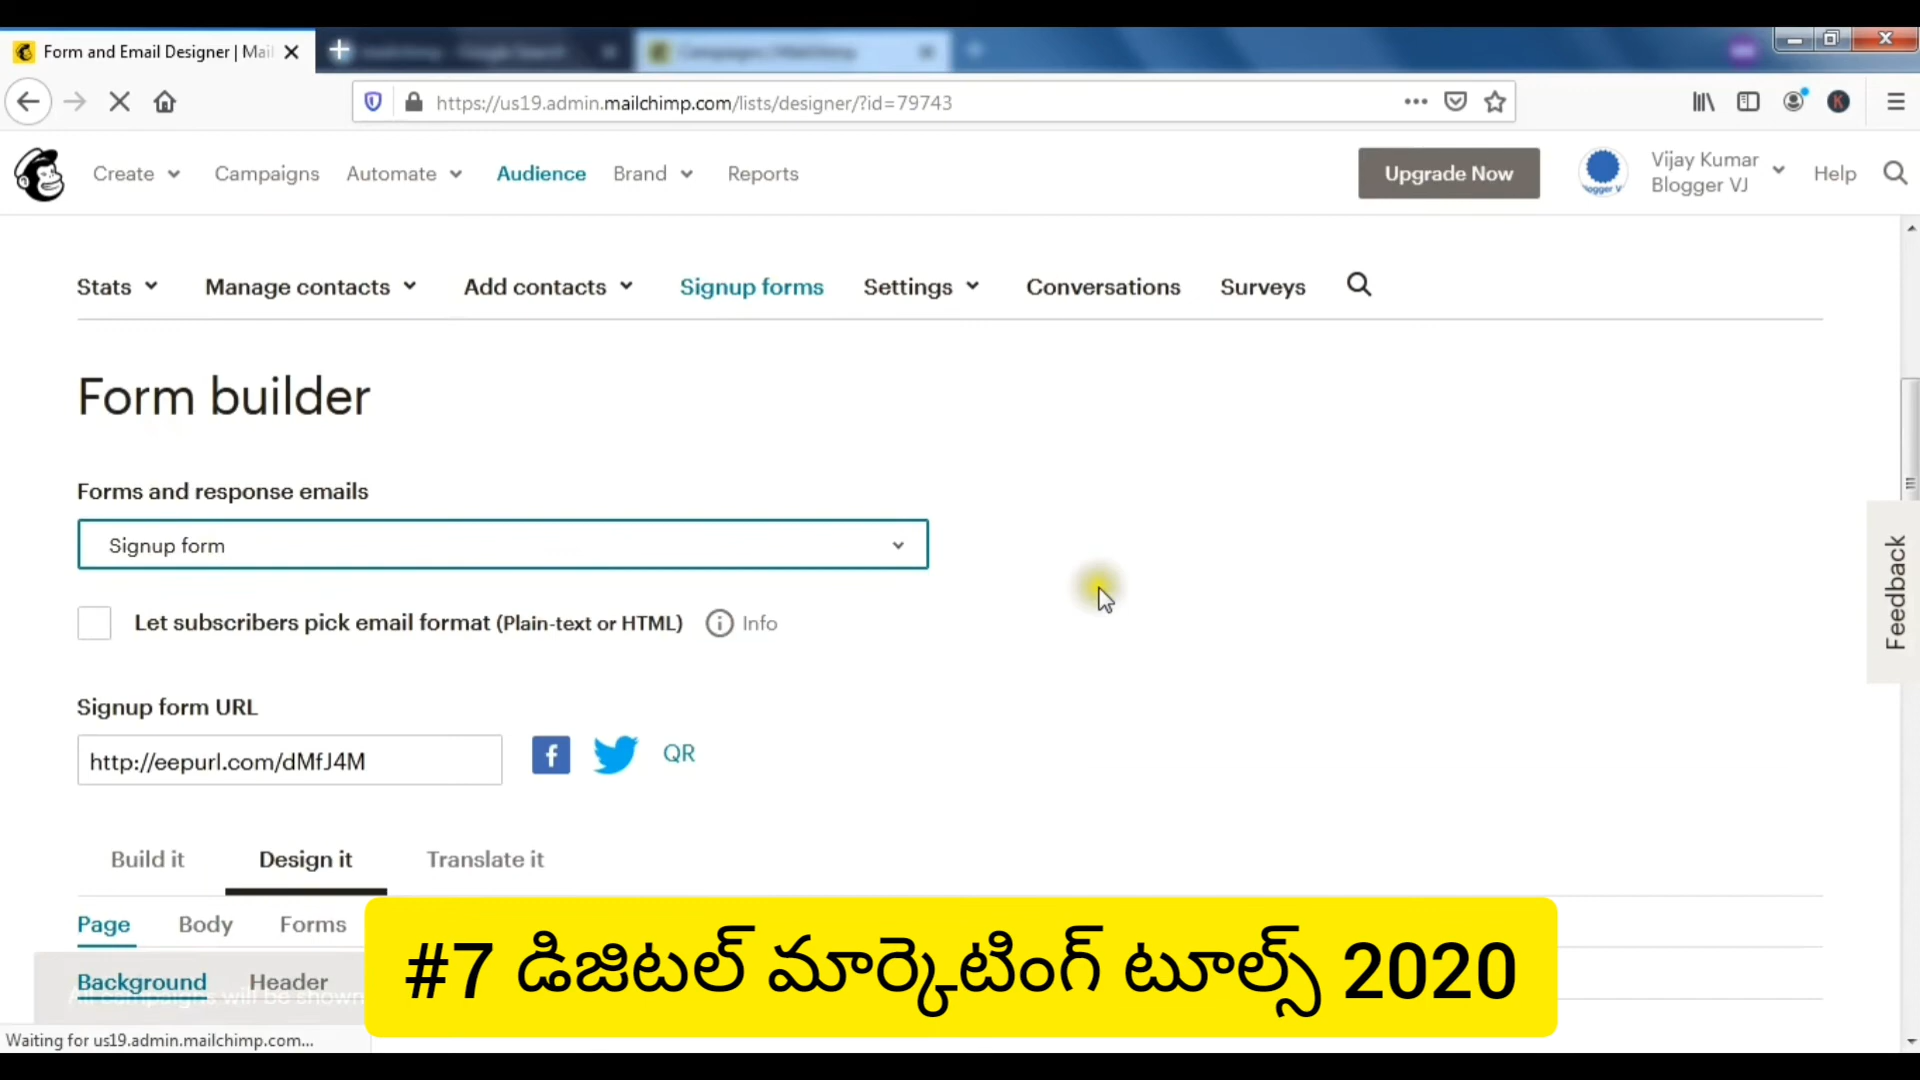 Form and Email Designer | Mail
https://us19.admin.mailchimp.com/lists/designer/?id=79743
Create Campaigns Automate Audience Brand Reports Upgrade Now Vijay Kumar Blogger VJ Help
Stats Manage contacts Add contacts Signup forms Settings Conversations Surveys
Form builder
Forms and response emails
Signup form
Let subscribers pick email format (Plain-text or HTML) Info
Feedback
Signup form URL
http://eepurl.com/dMfJ4M f QR
Build it Design it Translate it
Page Body Forms
Background Header
#7 డిజిటల్ మార్కెటింగ్ టూల్స్ 2020
Waiting for us19.admin.mailchimp.com...